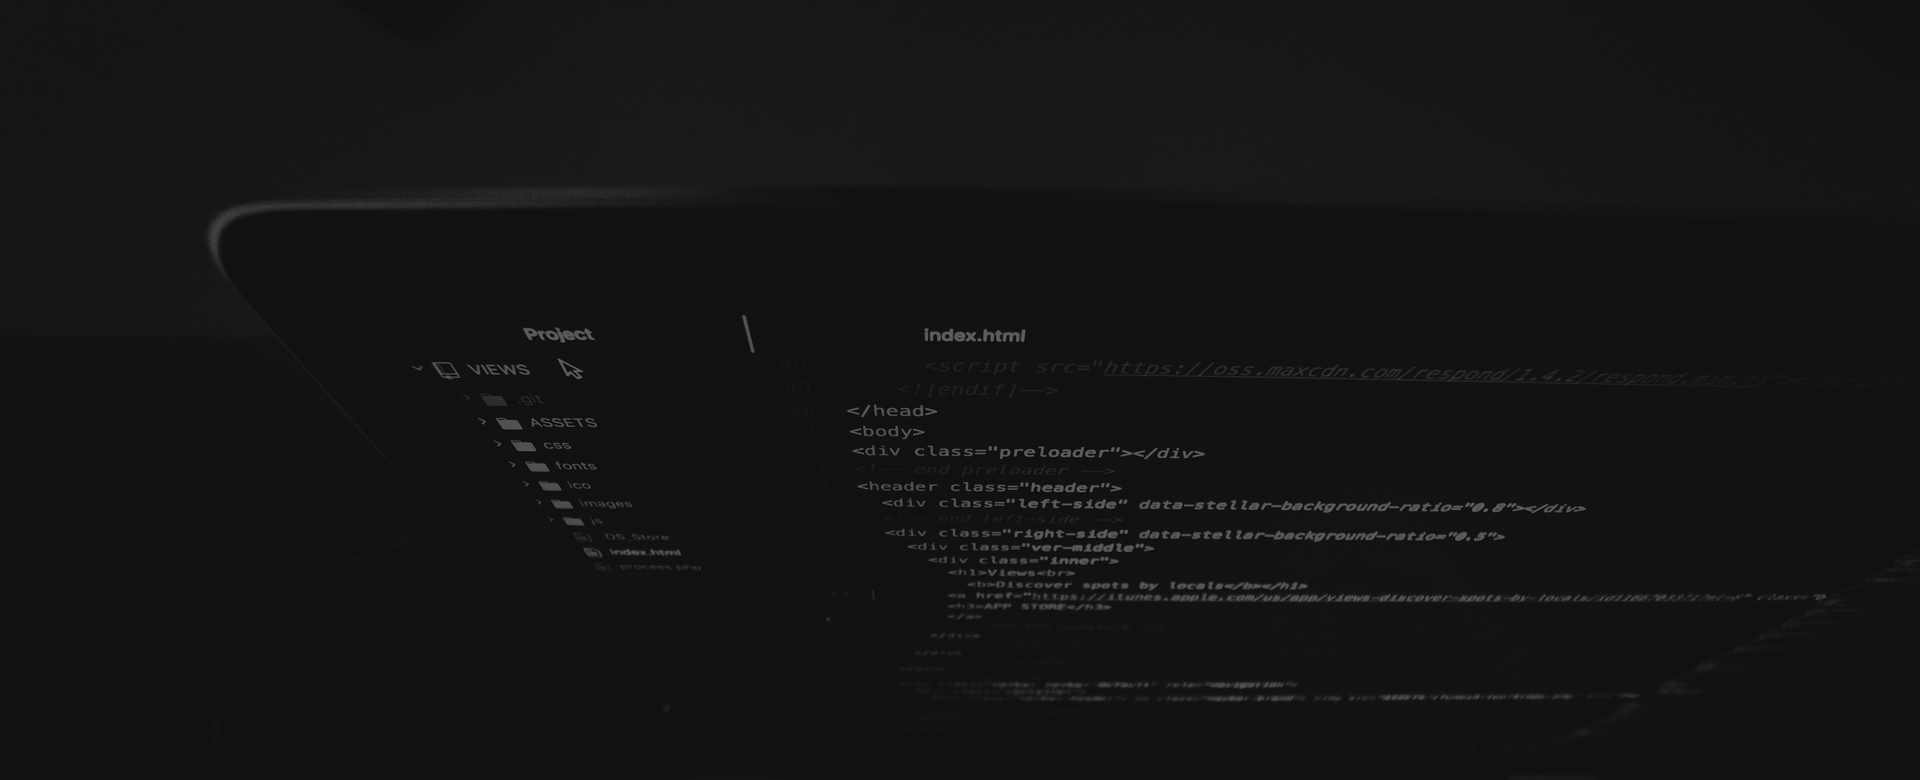 Project
VIEWS
.git
ASSETS
css
fonts
ico
images
js
.DS_Store
index.html
process.php
index.html
48 <script src="https://oss.maxcdn.com/respond/1.4.2/respond.min.js"></script>
49 <![endif]-->
50 </head>
51 <body>
52 <div class="preloader"></div>
53 <!-- end preloader -->
<header class="header">
<div class="left-side" data-stellar-background-ratio="0.8"></div>
<!-- end left-side -->
<div class="right-side" data-stellar-background-ratio="0.5">
<div class="ver-middle">
<div class="inner">
<h1>Views<br>
<b>Discover spots by locals</b></h1>
<a href="https://itunes.apple.com/us/app/views-discover-spots-by-locals/
<h3>APP STORE</h3>
</a>
</div>
</div>